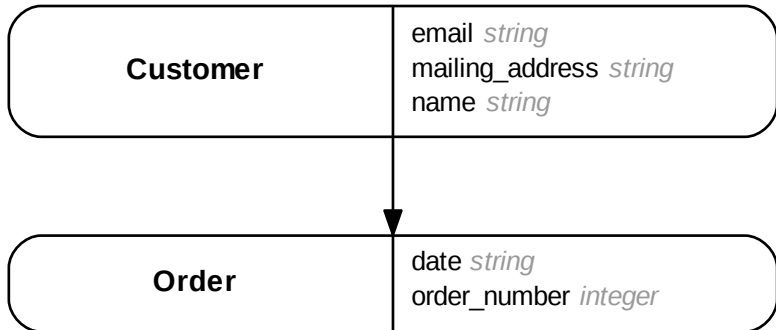 Customer
email string
mailing_address string
name string
Order
date string
order_number integer